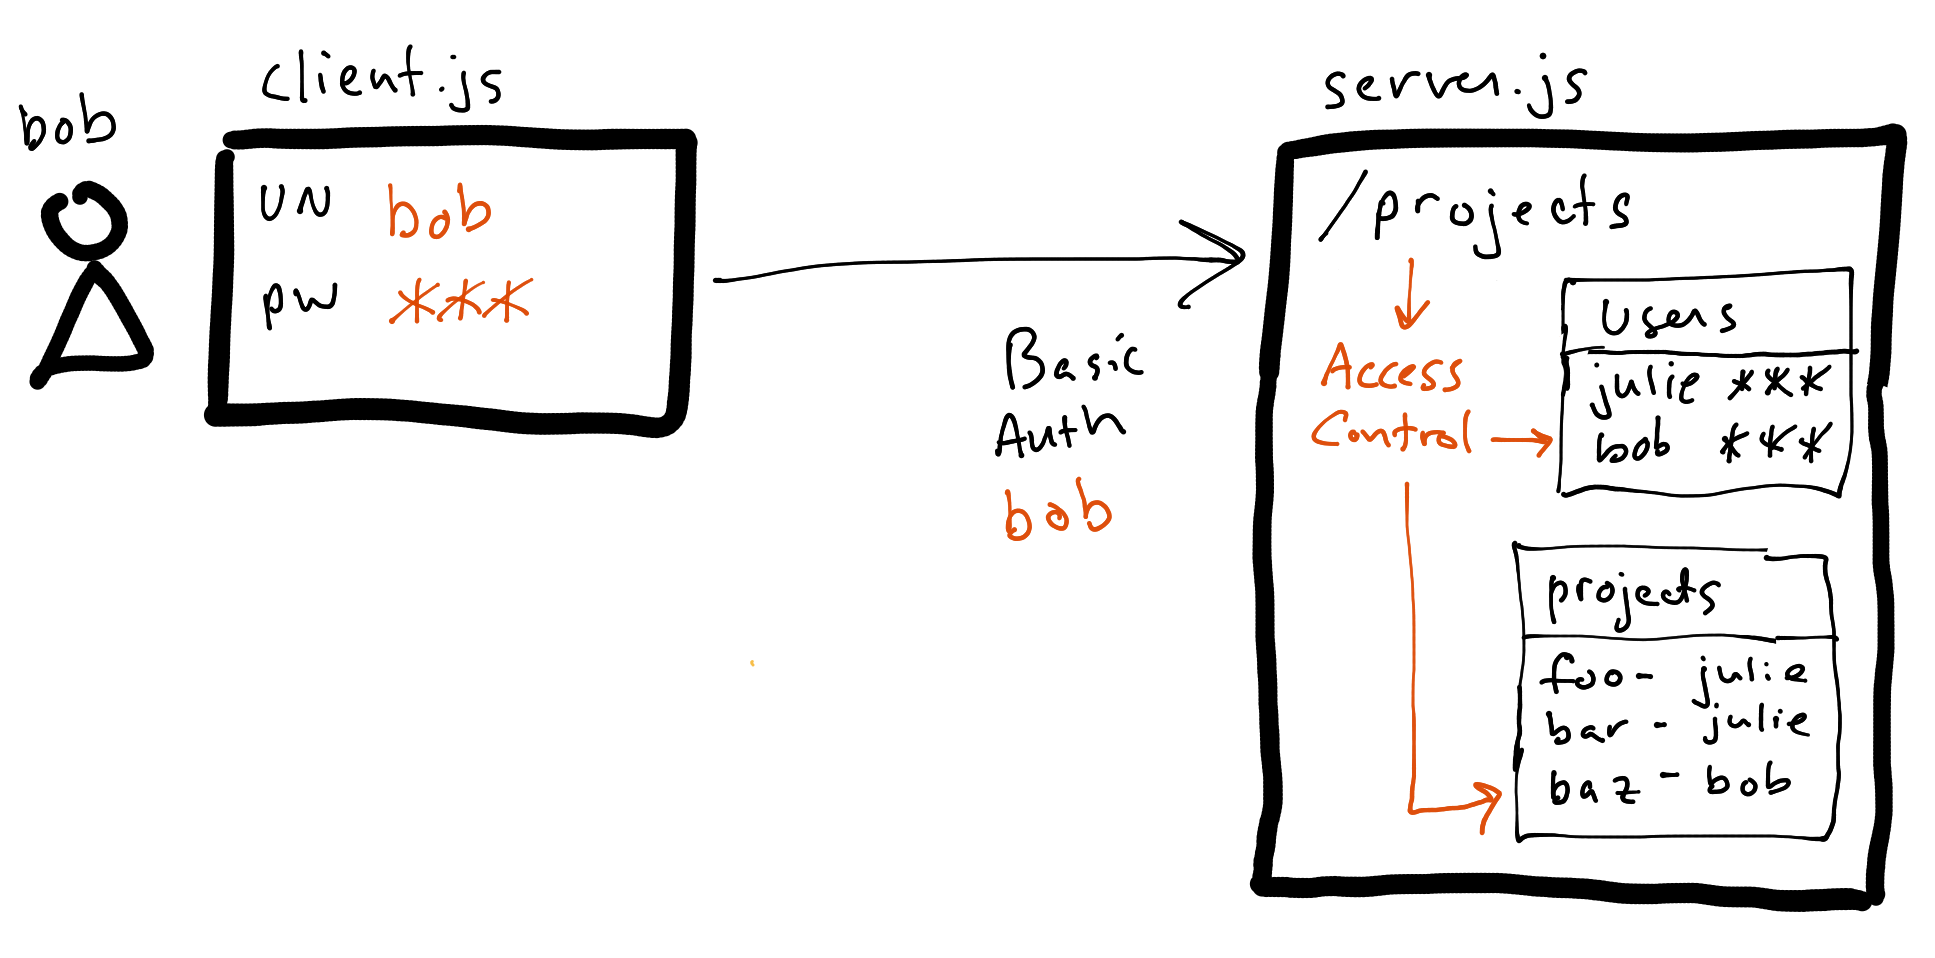 bob
client.js
UN bob
pw ***
Basic
Auth
bob
server.js
/projects
Access
Control
Users
julie ***
bob ***
projects
foo - julie
bar - julie
baz - bob